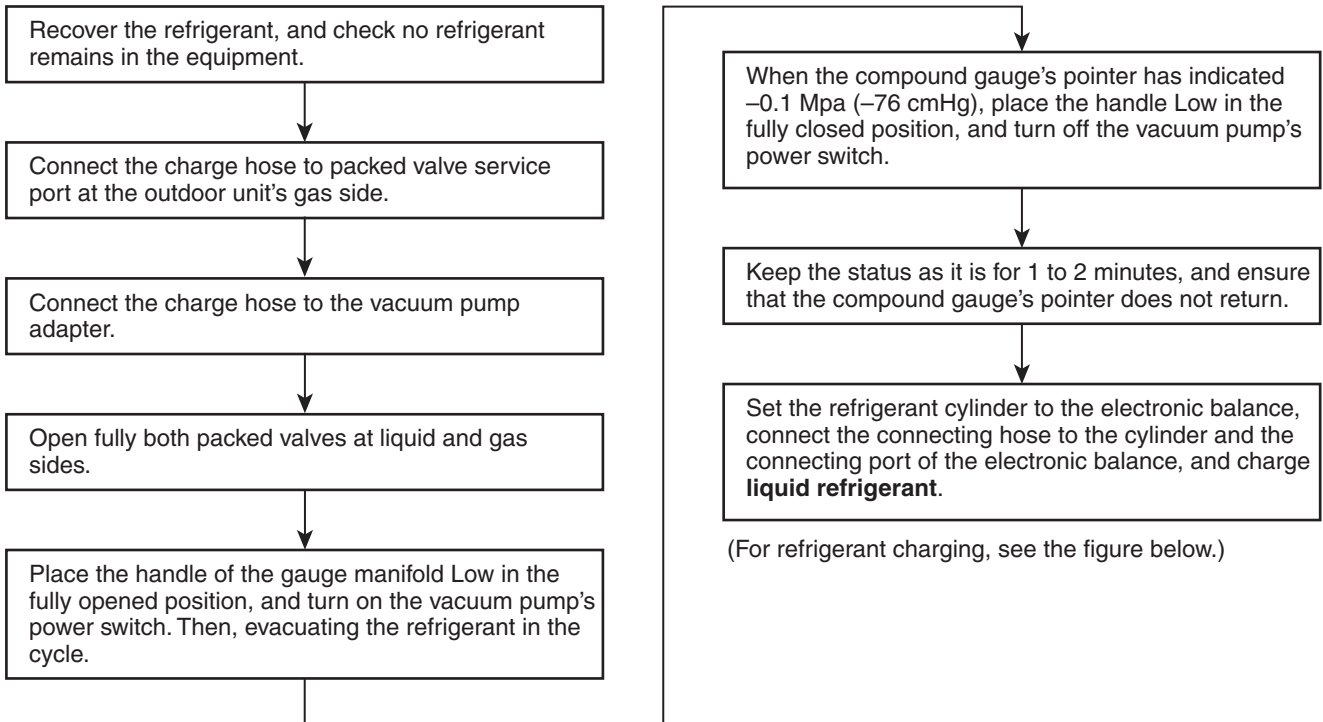 Recover the refrigerant, and check no refrigerant
remains in the equipment.
Connect the charge hose to packed valve service
port at the outdoor unit's gas side.
Connect the charge hose to the vacuum pump
adapter.
Open fully both packed valves at liquid and gas
sides.
Place the handle of the gauge manifold Low in the
fully opened position, and turn on the vacuum pump's
power switch. Then, evacuating the refrigerant in the
cycle.
When the compound gauge's pointer has indicated
–0.1 Mpa (–76 cmHg), place the handle Low in the
fully closed position, and turn off the vacuum pump's
power switch.
Keep the status as it is for 1 to 2 minutes, and ensure
that the compound gauge's pointer does not return.
Set the refrigerant cylinder to the electronic balance,
connect the connecting hose to the cylinder and the
connecting port of the electronic balance, and charge
liquid refrigerant.
(For refrigerant charging, see the figure below.)